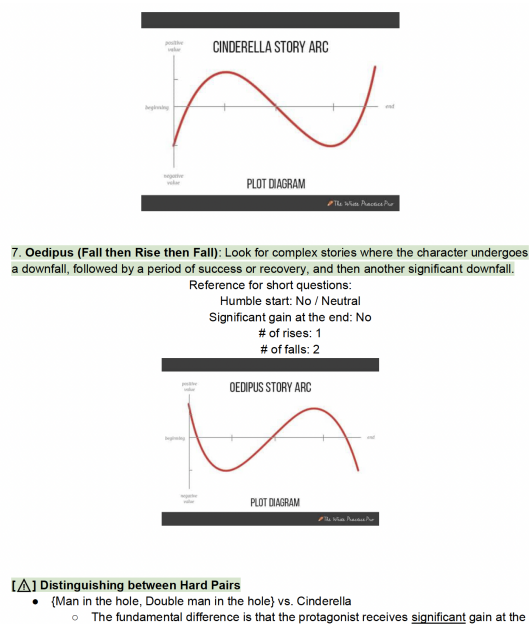 CINDERELLA STORY ARC
positive
value
beginning
end
negative
value
PLOT DIAGRAM
The Write Practice Pro
7. Oedipus (Fall then Rise then Fall): Look for complex stories where the character undergoes
a downfall, followed by a period of success or recovery, and then another significant downfall.
Reference for short questions:
Humble start: No / Neutral
Significant gain at the end: No
# of rises: 1
# of falls: 2
OEDIPUS STORY ARC
positive
value
beginning
end
negative
value
PLOT DIAGRAM
The Write Practice Pro
[⚠] Distinguishing between Hard Pairs
● {Man in the hole, Double man in the hole} vs. Cinderella
○ The fundamental difference is that the protagonist receives significant gain at the